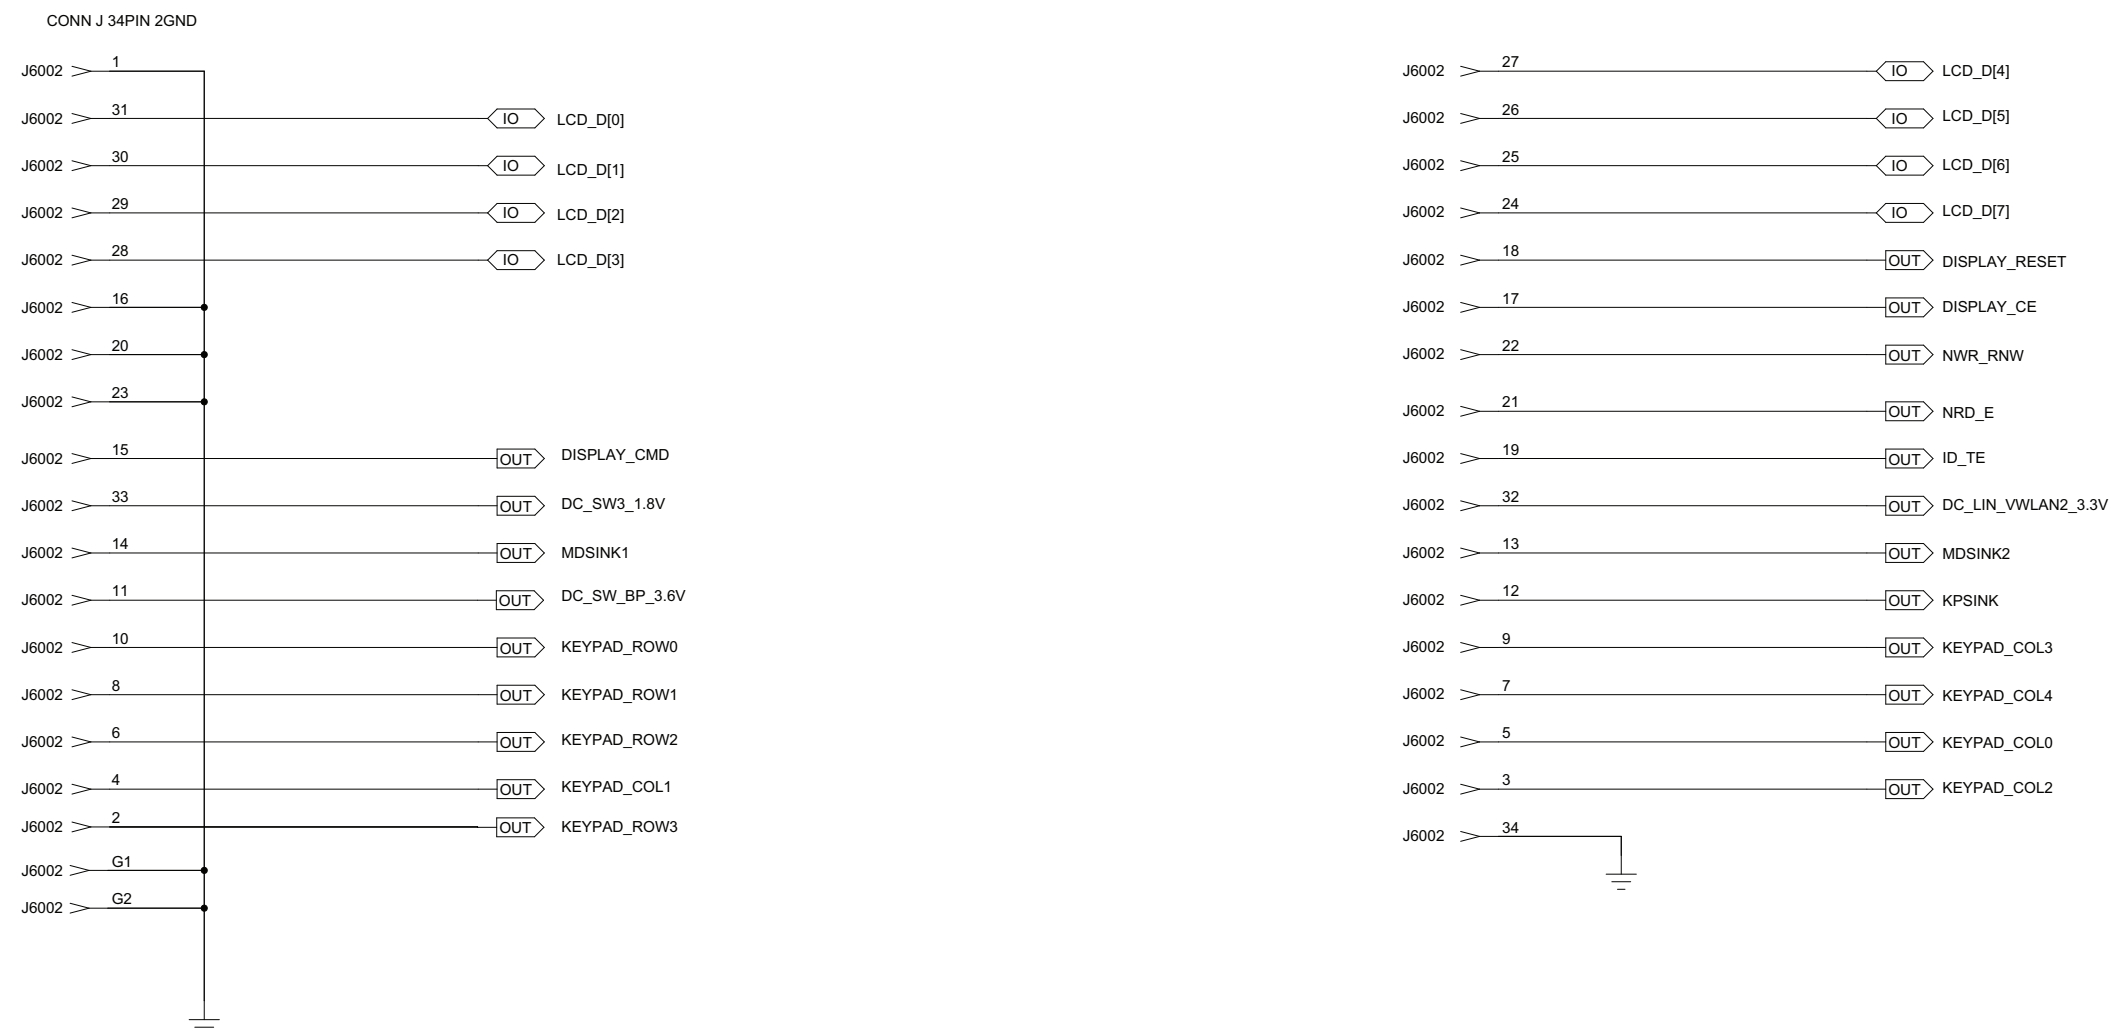 CONN J 34PIN 2GND
J6002 1
J6002 31 IO LCD_D[0]
J6002 30 IO LCD_D[1]
J6002 29 IO LCD_D[2]
J6002 28 IO LCD_D[3]
J6002 16
J6002 20
J6002 23
J6002 15 OUT DISPLAY_CMD
J6002 33 OUT DC_SW3_1.8V
J6002 14 OUT MDSINK1
J6002 11 OUT DC_SW_BP_3.6V
J6002 10 OUT KEYPAD_ROW0
J6002 8 OUT KEYPAD_ROW1
J6002 6 OUT KEYPAD_ROW2
J6002 4 OUT KEYPAD_COL1
J6002 2 OUT KEYPAD_ROW3
J6002 G1
J6002 G2
J6002 27 IO LCD_D[4]
J6002 26 IO LCD_D[5]
J6002 25 IO LCD_D[6]
J6002 24 IO LCD_D[7]
J6002 18 OUT DISPLAY_RESET
J6002 17 OUT DISPLAY_CE
J6002 22 OUT NWR_RNW
J6002 21 OUT NRD_E
J6002 19 OUT ID_TE
J6002 32 OUT DC_LIN_VWLAN2_3.3V
J6002 13 OUT MDSINK2
J6002 12 OUT KPSINK
J6002 9 OUT KEYPAD_COL3
J6002 7 OUT KEYPAD_COL4
J6002 5 OUT KEYPAD_COL0
J6002 3 OUT KEYPAD_COL2
J6002 34